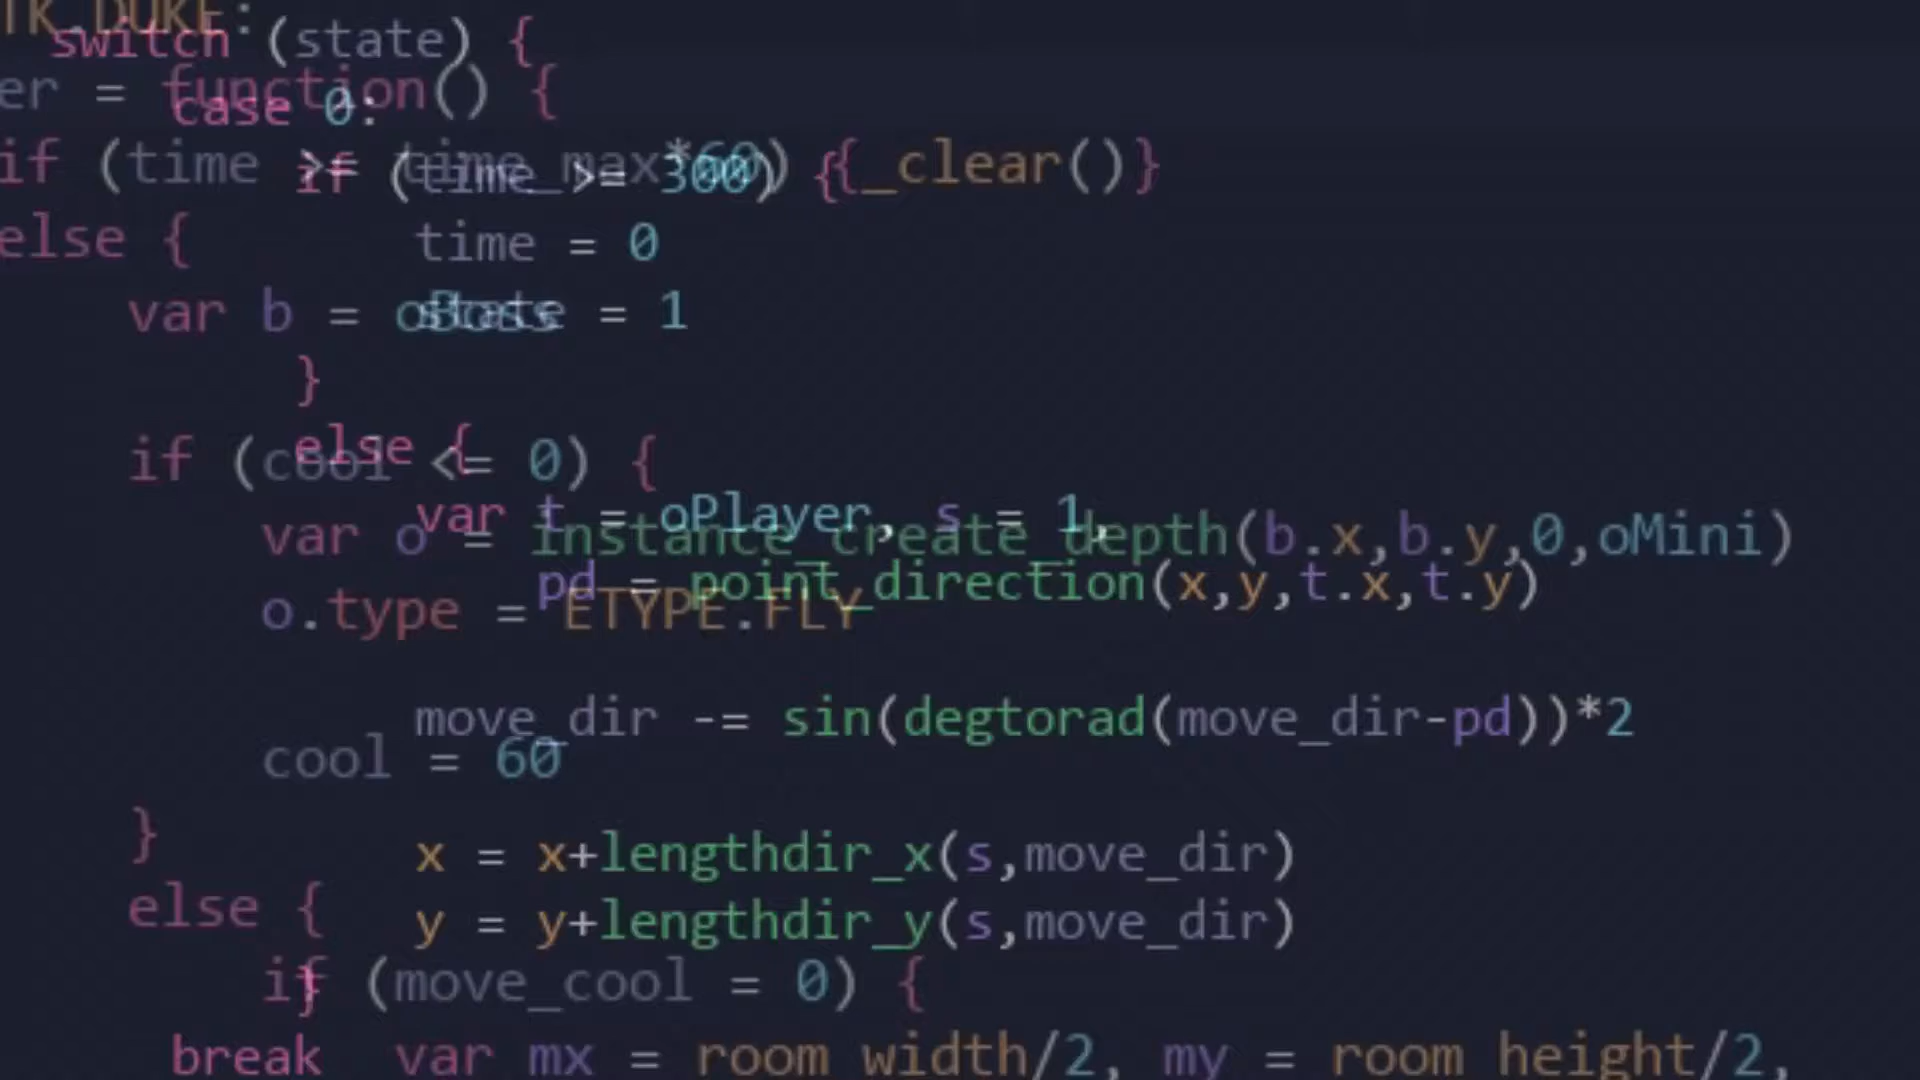 TK.DUKE:
switch (state) {
er = function() {
case 0:
if (time >= time_max*60) {_clear()}
if (time >= 300) {
else {
time = 0
var b = oBoss
state = 1
}
else {
if (cool <= 0) {
var t = oPlayer, s = 1,
var o = instance_create_depth(b.x,b.y,0,oMini)
pd = point_direction(x,y,t.x,t.y)
o.type = ETYPE.FLY
move_dir -= sin(degtorad(move_dir-pd))*2
cool = 60
}
x = x+lengthdir_x(s,move_dir)
else {
y = y+lengthdir_y(s,move_dir)
if (move_cool = 0) {
}
break
var mx = room_width/2, my = room_height/2,